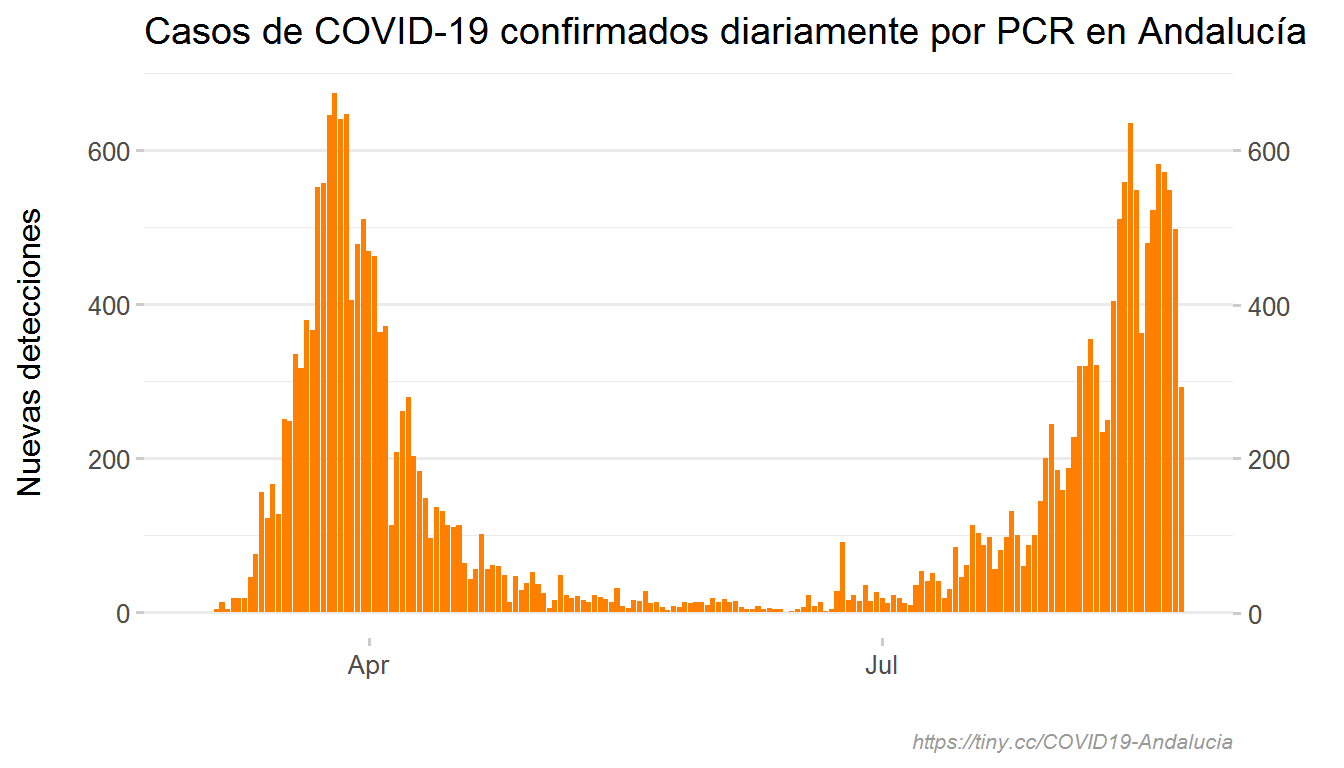 Casos de COVID-19 confirmados diariamente por PCR en Andalucía
Nuevas detecciones
600
400
200
0
600
400
200
0
Apr
Jul
https://tiny.cc/COVID19-Andalucia